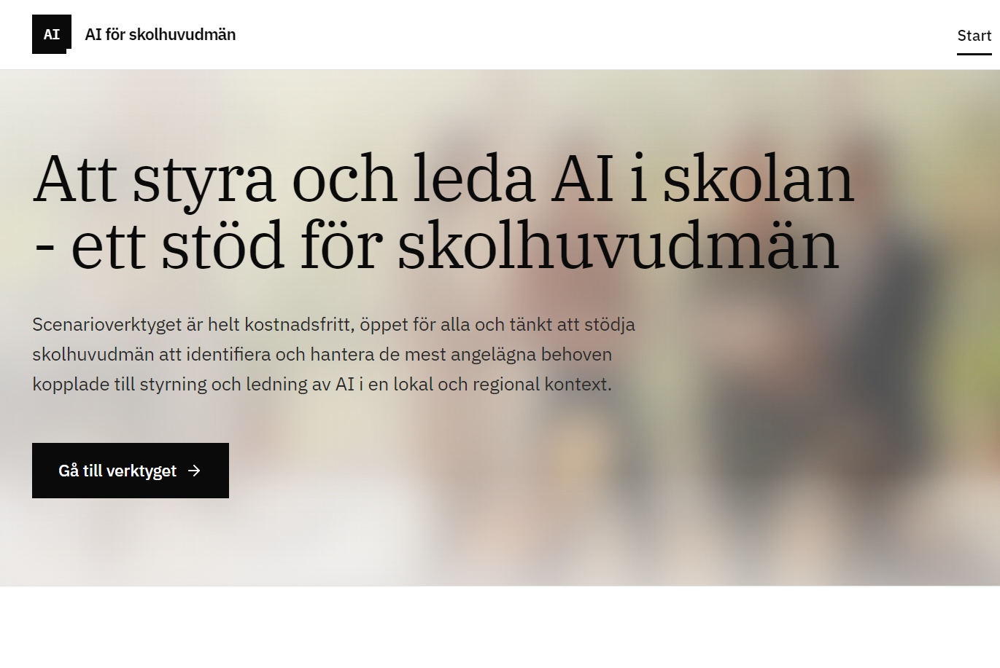 AI
AI för skolhuvudmän
Start
Att styra och leda AI i skolan
- ett stöd för skolhuvudmän
Scenarioverktyget är helt kostnadsfritt, öppet för alla och tänkt att stödja
skolhuvudmän att identifiera och hantera de mest angelägna behoven
kopplade till styrning och ledning av AI i en lokal och regional kontext.
Gå till verktyget →